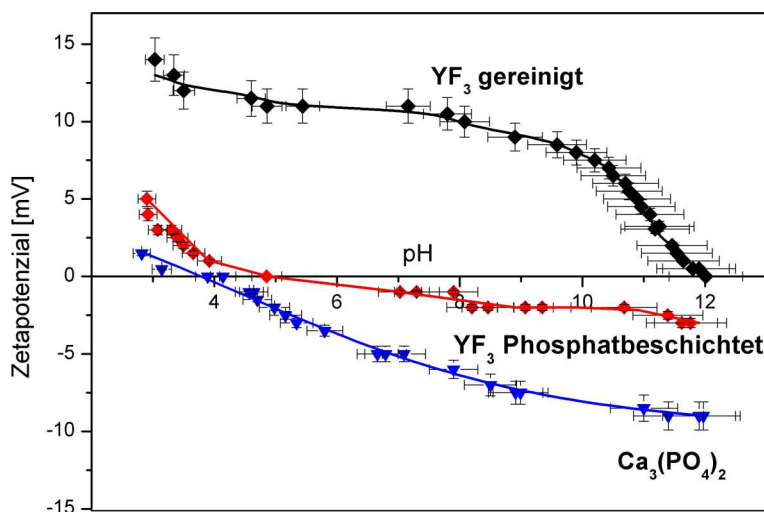 15
YF₃ gereinigt
10
5
Zetapotenzial [mV]
pH
0
4
6
8
10
12
YF₃ Phosphatbeschichtet
-5
-10
Ca₃(PO₄)₂
-15